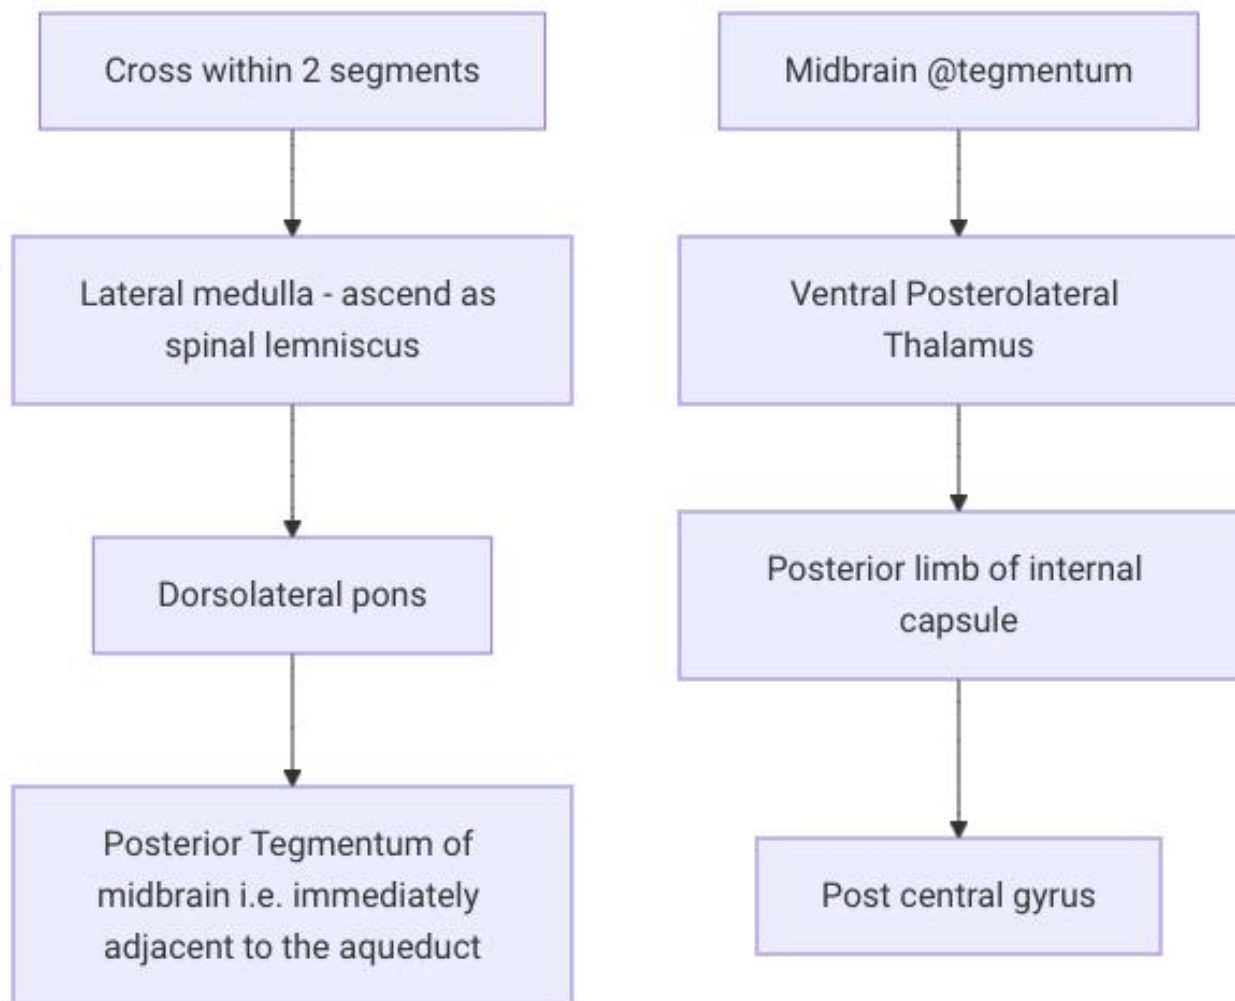 Cross within 2 segments
Lateral medulla - ascend as
spinal lemniscus
Dorsolateral pons
Posterior Tegmentum of
midbrain i.e. immediately
adjacent to the aqueduct
Midbrain @tegmentum
Ventral Posterolateral
Thalamus
Posterior limb of internal
capsule
Post central gyrus